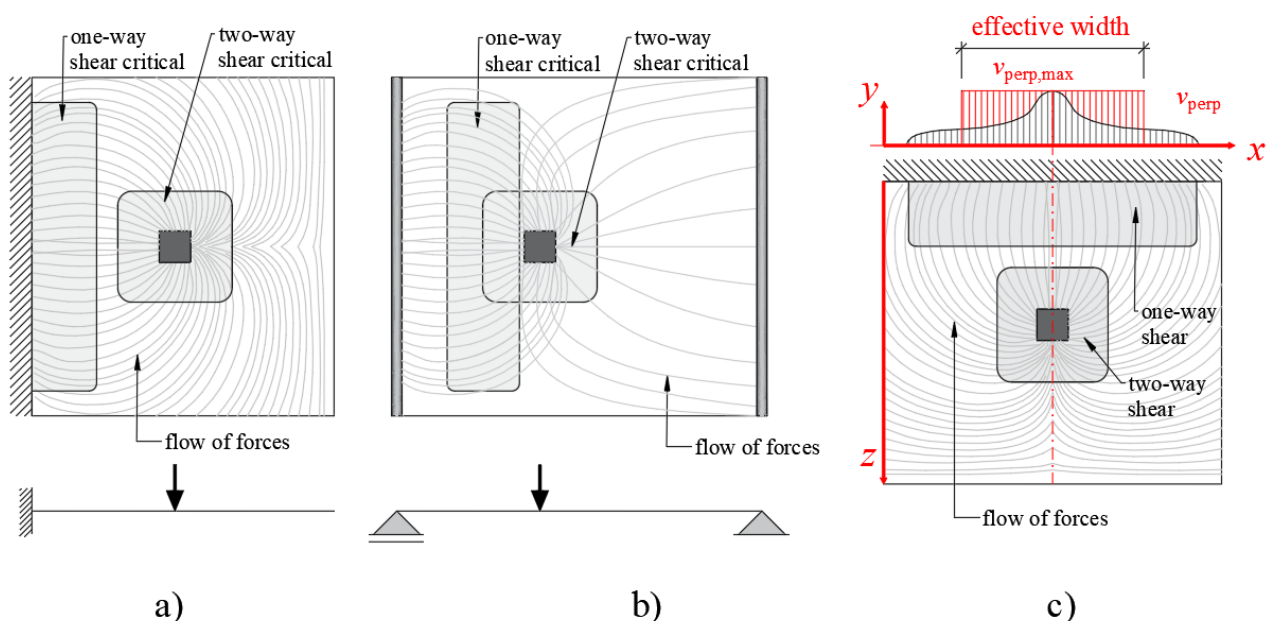 one-way
shear critical
two-way
shear critical
flow of forces
a)
one-way
shear critical
two-way
shear critical
flow of forces
b)
effective width
v_perp,max
y
v_perp
x
one-way
shear
two-way
shear
z
flow of forces
c)